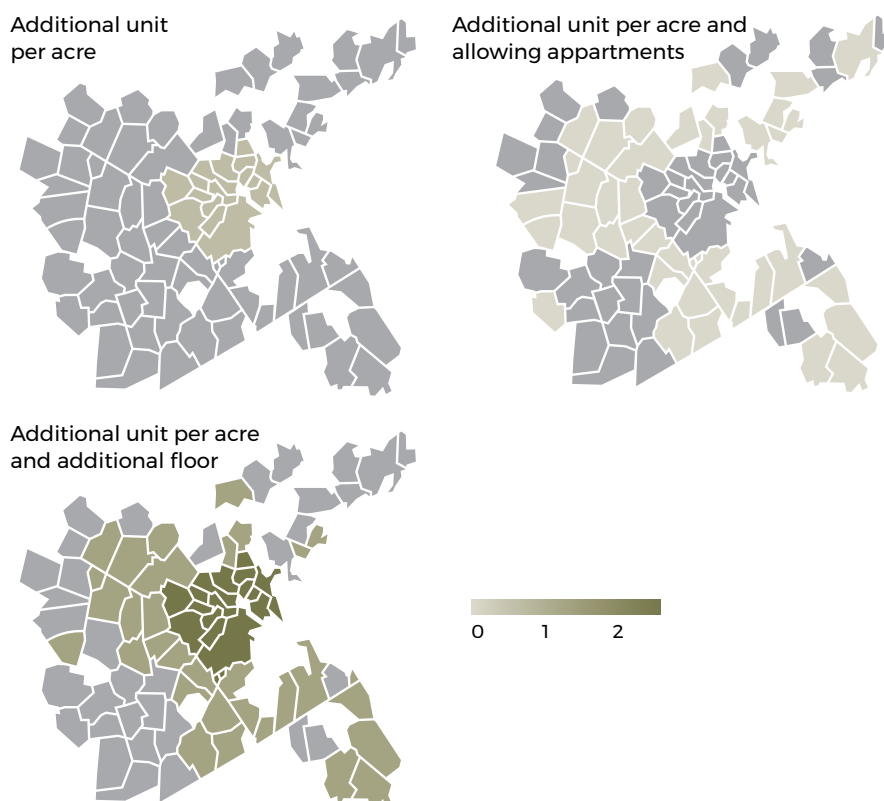 Additional unit
per acre
Additional unit per acre and
allowing appartments
Additional unit per acre
and additional floor
0 1 2